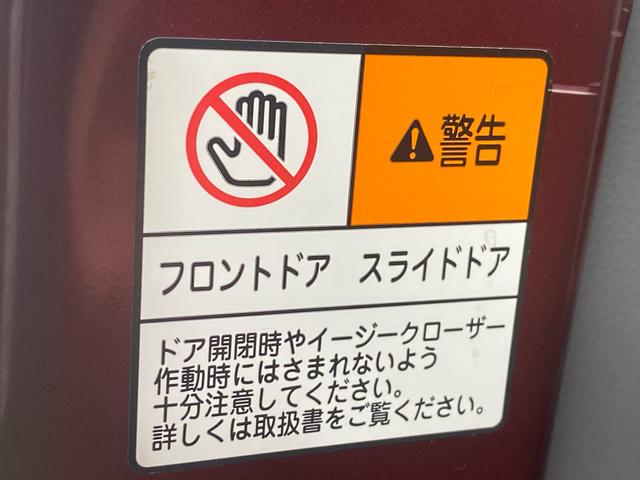 ⚠警告
フロントドア　スライドドア
ドア開閉時やイージークローザー
作動時にはさまれないよう
十分注意してください。
詳しくは取扱書をご覧ください。